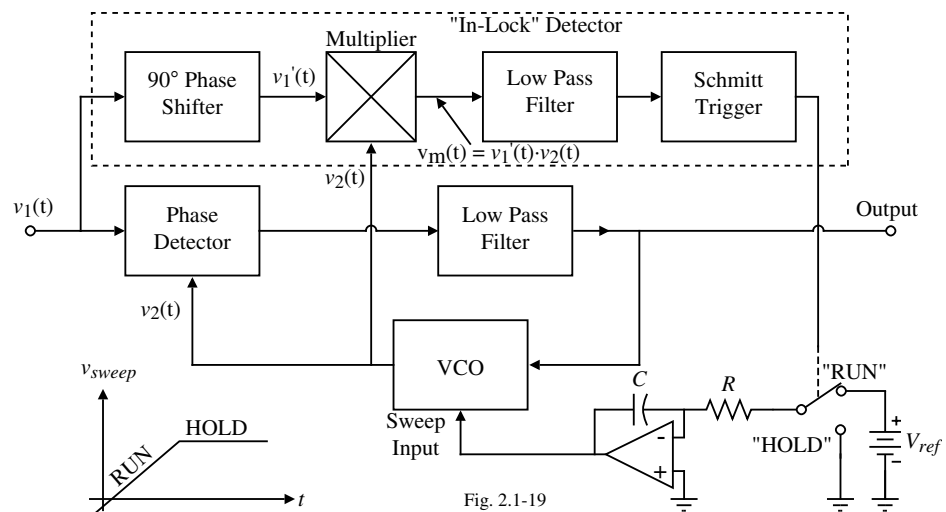 "In-Lock" Detector
Multiplier
90° Phase
Shifter
v1'(t)
Low Pass
Filter
Schmitt
Trigger
vm(t) = v1'(t)·v2(t)
v2(t)
v1(t)
Phase
Detector
Low Pass
Filter
Output
v2(t)
VCO
Sweep
Input
C
R
"RUN"
"HOLD"
Vref
+
-
-
+
vsweep
HOLD
RUN
t
Fig. 2.1-19